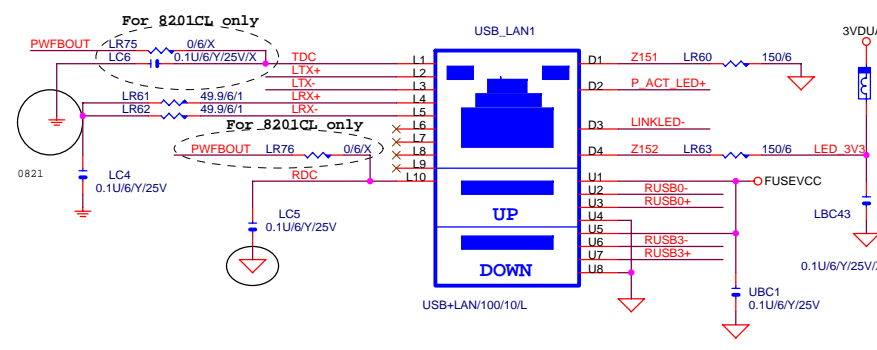 For 8201CL only
USB_LAN1
3VDUA
PWFBOUT LR75 0/6/X
LC6 0.1U/6/Y/25V/X TDC L1 D1 Z151 LR60 150/6
LTX+ L2
LTX- L3 D2 P_ACT_LED+
LR61 49.9/6/1 LRX+ L4
LR62 49.9/6/1 LRX- L5
For 8201CL only L6 D3 LINKLED-
L7
PWFBOUT LR76 0/6/X L8 D4 Z152 LR63 150/6 LED_3V3
L9
0821 LC4 RDC L10 U1 FUSEVCC
0.1U/6/Y/25V U2 RUSB0-
U3 RUSB0+
LC5 UP U4 LBC43
0.1U/6/Y/25V U5
U6 RUSB3-
U7 RUSB3+
DOWN U8 0.1U/6/Y/25V/
USB+LAN/100/10/L UBC1
0.1U/6/Y/25V